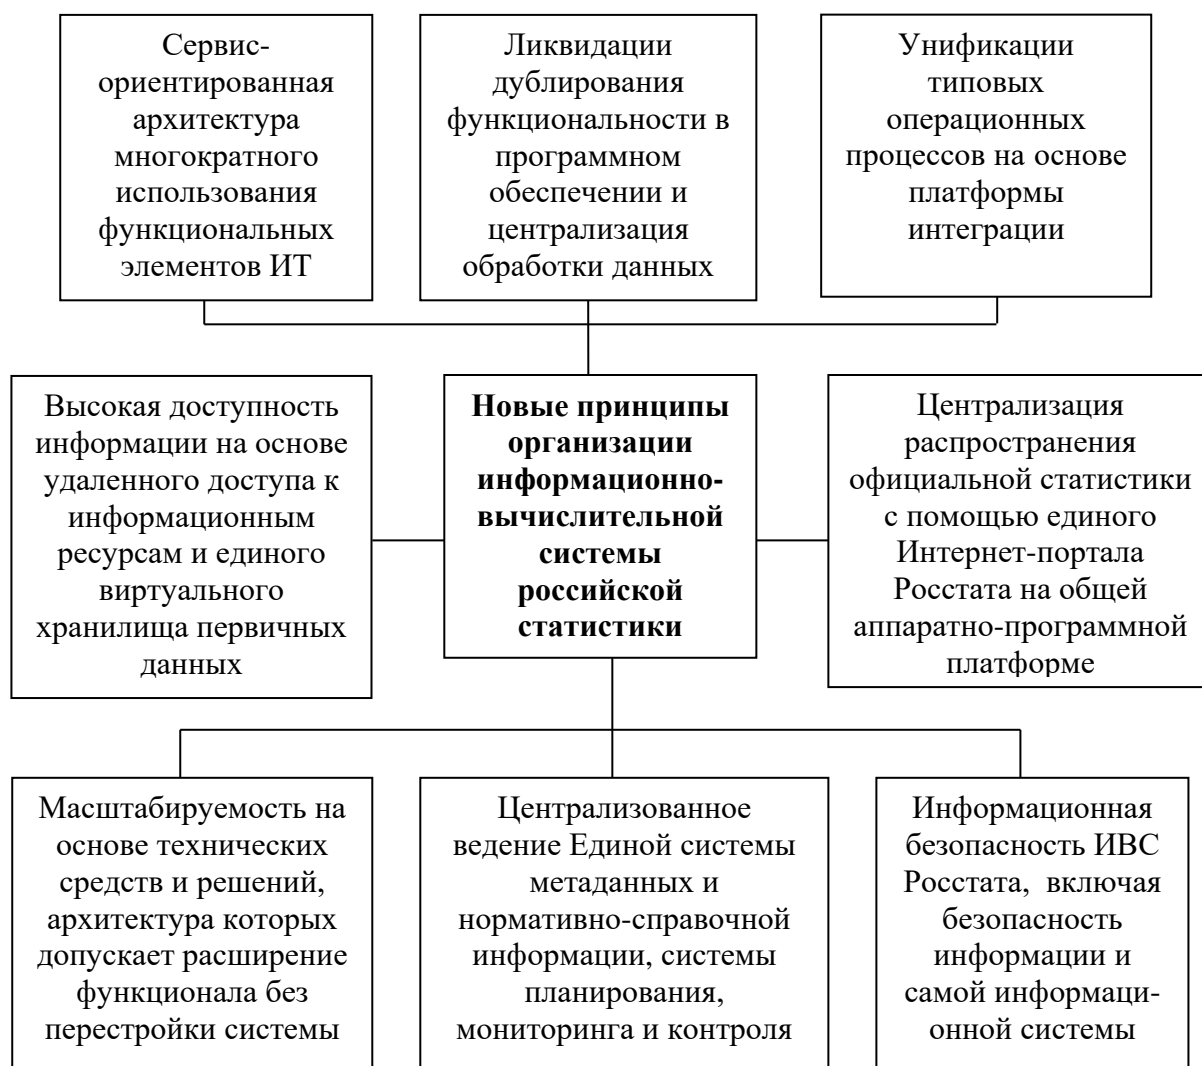 Сервис-
ориентированная
архитектура
многократного
использования
функциональных
элементов ИТ
Ликвидации
дублирования
функциональности в
программном
обеспечении и
централизация
обработки данных
Унификации
типовых
операционных
процессов на основе
платформы
интеграции
Высокая доступность
информации на основе
удаленного доступа к
информационным
ресурсам и единого
виртуального
хранилища первичных
данных
Новые принципы
организации
информационно-
вычислительной
системы
российской
статистики
Централизация
распространения
официальной статистики
с помощью единого
Интернет-портала
Росстата на общей
аппаратно-программной
платформе
Масштабируемость на
основе технических
средств и решений,
архитектура которых
допускает расширение
функционала без
перестройки системы
Централизованное
ведение Единой системы
метаданных и
нормативно-справочной
информации, системы
планирования,
мониторинга и контроля
Информационная
безопасность ИВС
Росстата, включая
безопасность
информации и
самой информаци-
онной системы